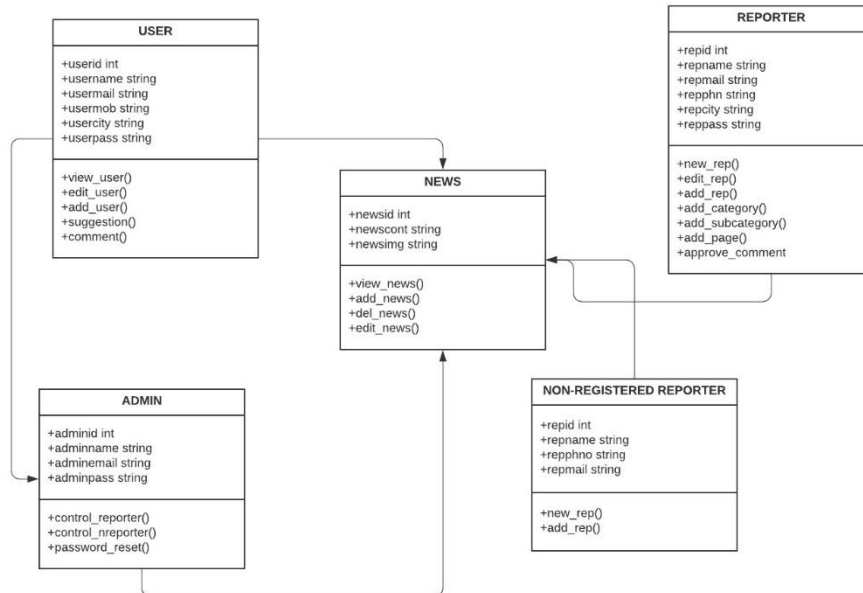 USER
+userid int
+username string
+usermail string
+usermob string
+usercity string
+userpass string
+view_user()
+edit_user()
+add_user()
+suggestion()
+comment()
REPORTER
+repid int
+repname string
+repmail string
+repphn string
+repcity string
+reppass string
+new_rep()
+edit_rep()
+add_rep()
+add_category()
+add_subcategory()
+add_page()
+approve_comment
NEWS
+newsid int
+newscont string
+newsimg string
+view_news()
+add_news()
+del_news()
+edit_news()
ADMIN
+adminid int
+adminname string
+adminemail string
+adminpass string
+control_reporter()
+control_nreporter()
+password_reset()
NON-REGISTERED REPORTER
+repid int
+repname string
+repphno string
+repmail string
+new_rep()
+add_rep()